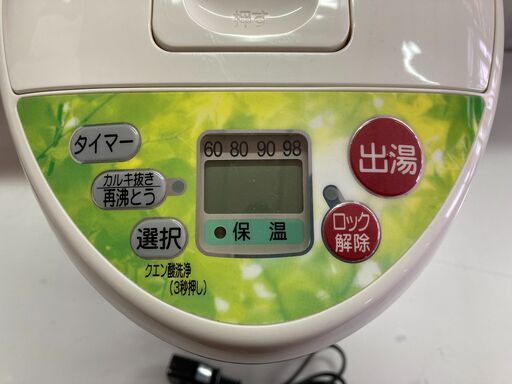 押す
タイマー
カルキ抜き
再沸とう
選択
クエン酸洗浄
(3秒押し)
60 80 90 98
保温
出湯
ロック
解除